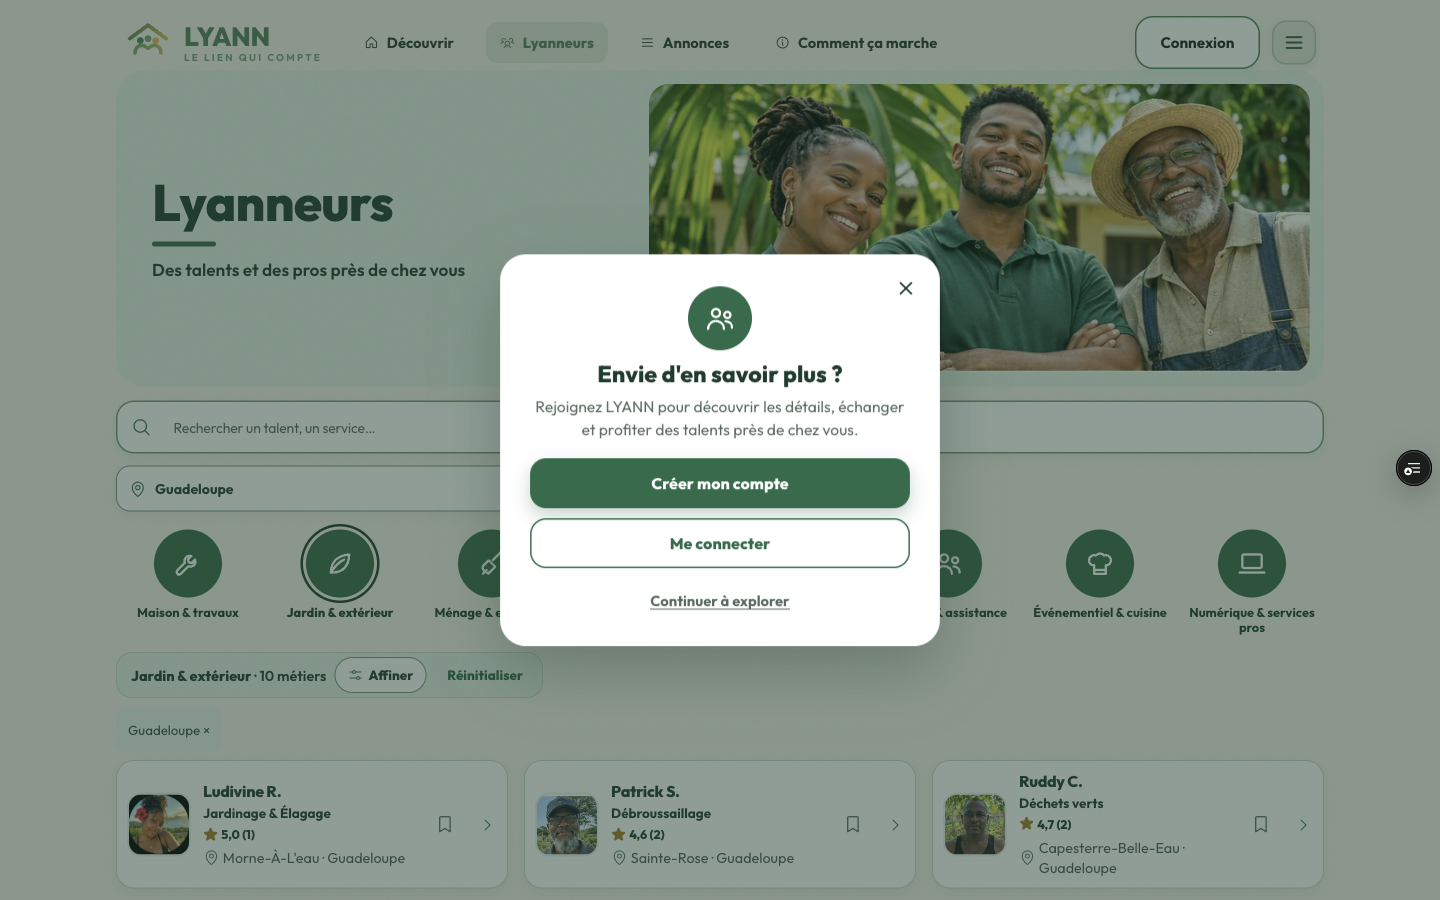 LYANN
LE LIEN QUI COMPTE
Découvrir
Lyanneurs
Annonces
Comment ça marche
Connexion
Lyanneurs
Des talents et des pros près de chez vous
Envie d'en savoir plus ?
Rejoignez LYANN pour découvrir les détails, échanger
et profiter des talents près de chez vous.
Créer mon compte
Me connecter
Continuer à explorer
Rechercher un talent, un service...
Guadeloupe
Maison & travaux
Jardin & extérieur
Ménage &
assistance
Événementiel & cuisine
Numérique & services
pros
Jardin & extérieur · 10 métiers
Affiner
Réinitialiser
Guadeloupe ×
Ludivine R.
Jardinage & Élagage
5,0 (1)
Morne-À-L'eau · Guadeloupe
Patrick S.
Débroussaillage
4,6 (2)
Sainte-Rose · Guadeloupe
Ruddy C.
Déchets verts
4,7 (2)
Capesterre-Belle-Eau ·
Guadeloupe